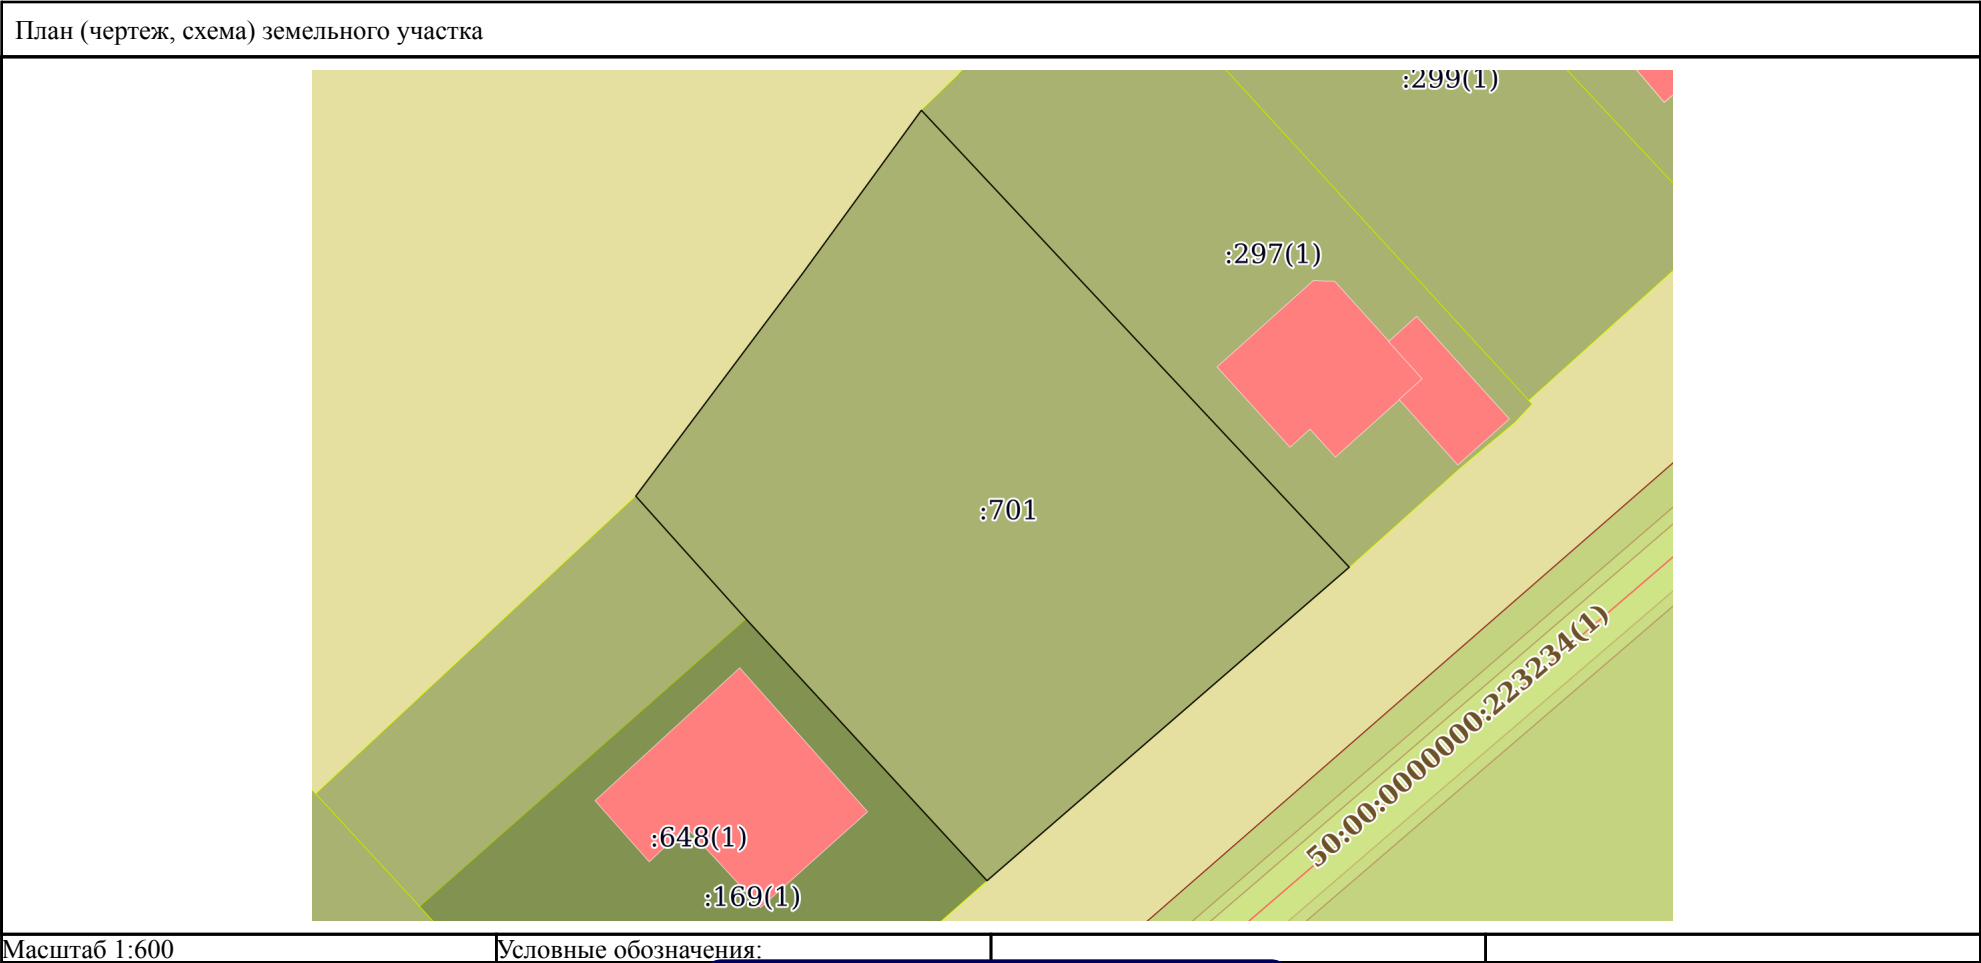 План (чертеж, схема) земельного участка
:299(1)
:297(1)
:701
50:00:0000000:223234(1)
:648(1)
:169(1)
Масштаб 1:600
Условные обозначения: